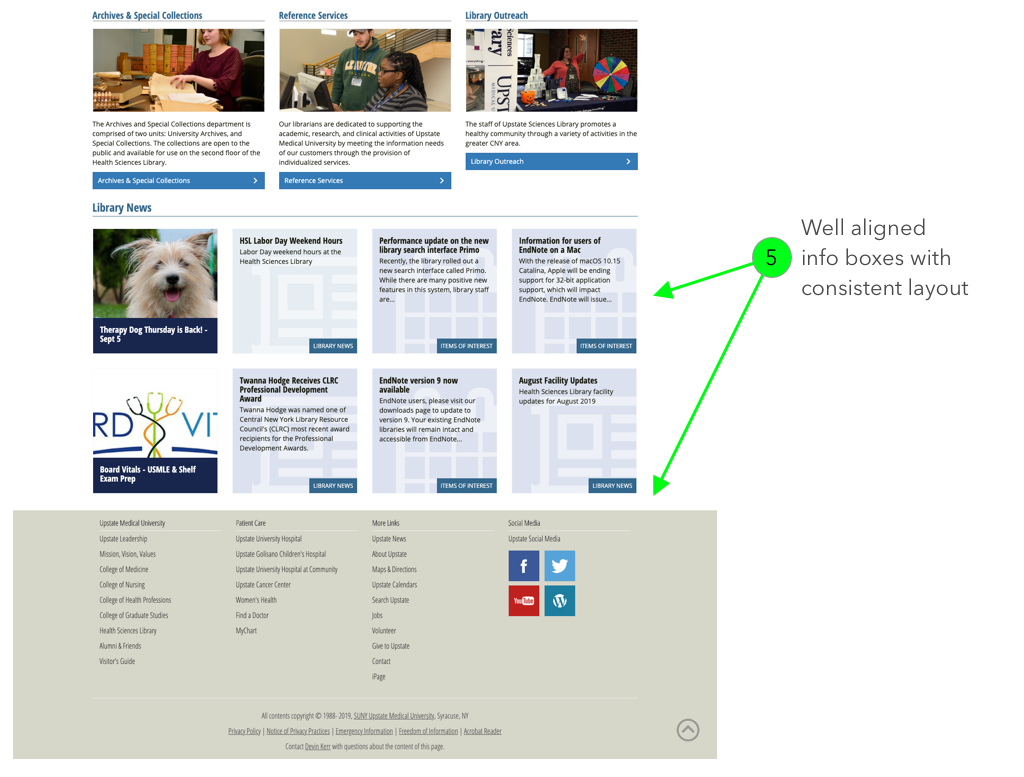 Archives & Special Collections
The Archives and Special Collections department is
comprised of two units: University Archives, and
Special Collections. The collections are open to the
public and available for use on the second floor of the
Health Sciences Library.
Archives & Special Collections
Reference Services
Our librarians are dedicated to supporting the
academic, research, and clinical activities of Upstate
Medical University by meeting the information needs
of our customers through the provision of
individualized services.
Reference Services
Library Outreach
The staff of Upstate Sciences Library promotes a
healthy community through a variety of activities in the
greater CNY area.
Library Outreach
Library News
Therapy Dog Thursday is Back! -
Sept 5
HSL Labor Day Weekend Hours
Labor Day weekend hours at the
Health Sciences Library
LIBRARY NEWS
Performance update on the new
library search interface Primo
Recently, the library rolled out a
new search interface called Primo.
While there are many positive new
features in this system, library staff
are...
ITEMS OF INTEREST
Information for users of
EndNote on a Mac
With the release of macOS 10.15
Catalina, Apple will be ending
support for 32-bit application
support, which will impact
EndNote. EndNote will issue...
ITEMS OF INTEREST
RD VIT
Board Vitals - USMLE & Shelf
Exam Prep
Twanna Hodge Receives CLRC
Professional Development
Award
Twanna Hodge was named one of
Central New York Library Resource
Council's (CLRC) most recent award
recipients for the Professional
Development Awards.
LIBRARY NEWS
EndNote version 9 now
available
EndNote users, please visit our
downloads page to update to
version 9. Your existing EndNote
libraries will remain intact and
accessible from EndNote...
ITEMS OF INTEREST
August Facility Updates
Health Sciences Library facility
updates for August 2019
LIBRARY NEWS
5
Well aligned
info boxes with
consistent layout
Upstate Medical University
Upstate Leadership
Mission, Vision, Values
College of Medicine
College of Nursing
College of Health Professions
College of Graduate Studies
Health Sciences Library
Alumni & Friends
Visitor's Guide
Patient Care
Upstate University Hospital
Upstate Golisano Children's Hospital
Upstate University Hospital at Community
Upstate Cancer Center
Women's Health
Find a Doctor
MyChart
More Links
Upstate News
About Upstate
Maps & Directions
Upstate Calendars
Search Upstate
Jobs
Volunteer
Give to Upstate
Contact
iPage
Social Media
Upstate Social Media
YouTube
All contents copyright © 1988- 2019, SUNY Upstate Medical University, Syracuse, NY
Privacy Policy | Notice of Privacy Practices | Emergency Information | Freedom of Information | Acrobat Reader
Contact Devin Kerr with questions about the content of this page.